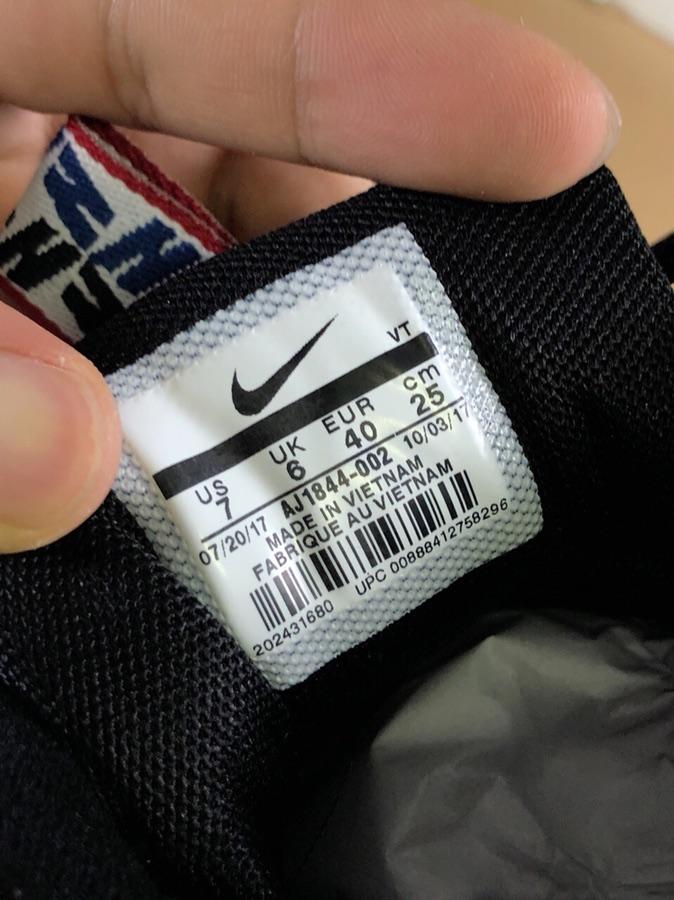 VT
US UK EUR cm
7 6 40 25
07/20/17 AJ1844-002 10/03/17
MADE IN VIETNAM
FABRIQUE AU VIETNAM
202431680 UPC 00888412758296